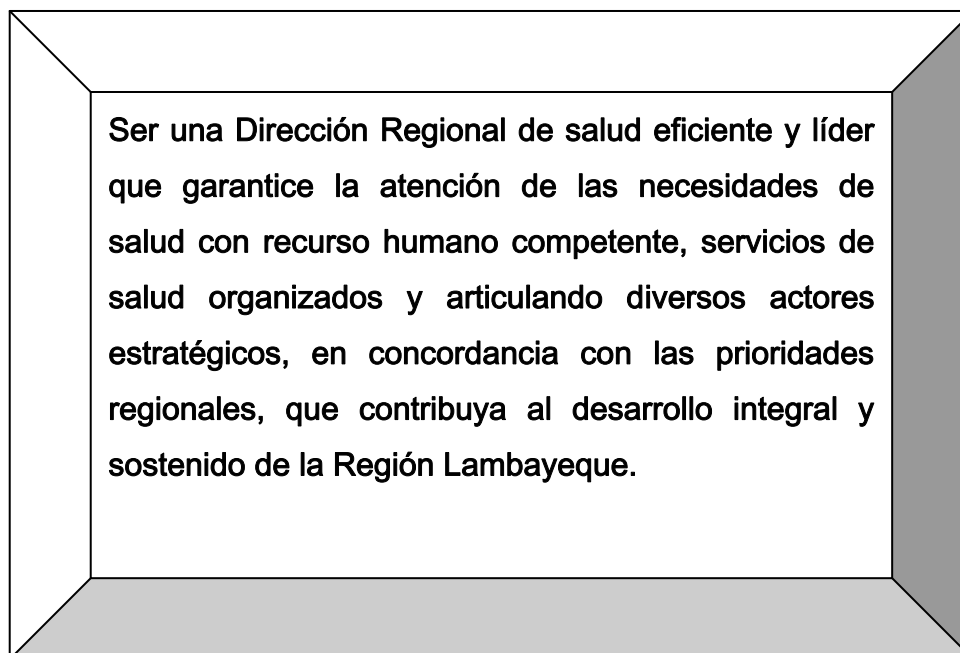 Ser una Dirección Regional de salud eficiente y líder
que garantice la atención de las necesidades de
salud con recurso humano competente, servicios de
salud organizados y articulando diversos actores
estratégicos, en concordancia con las prioridades
regionales, que contribuya al desarrollo integral y
sostenido de la Región Lambayeque.